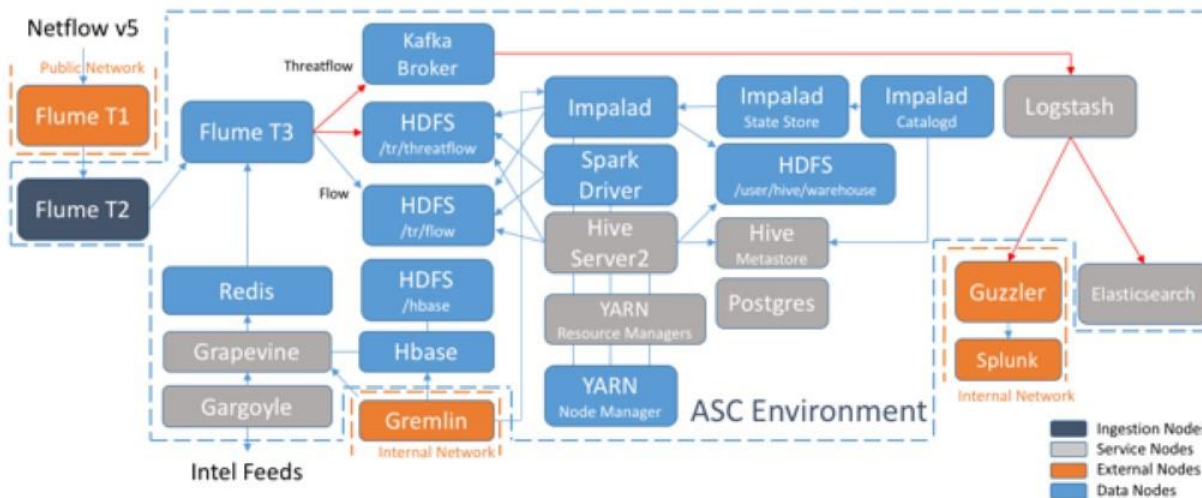 Netflow v5
Public Network
Flume T1
Flume T2
Flume T3
Threatflow
Flow
Kafka
Broker
HDFS
/tr/threatflow
HDFS
/tr/flow
HDFS
/hbase
Hbase
Redis
Grapevine
Gargoyle
Intel Feeds
Gremlin
Internal Network
Impalad
Spark
Driver
Hive
Server2
YARN
Resource Managers
YARN
Node Manager
Impalad
State Store
Impalad
Catalogd
HDFS
/user/hive/warehouse
Hive
Metastore
Postgres
ASC Environment
Logstash
Guzzler
Splunk
Internal Network
Elasticsearch
Ingestion Nodes
Service Nodes
External Nodes
Data Nodes